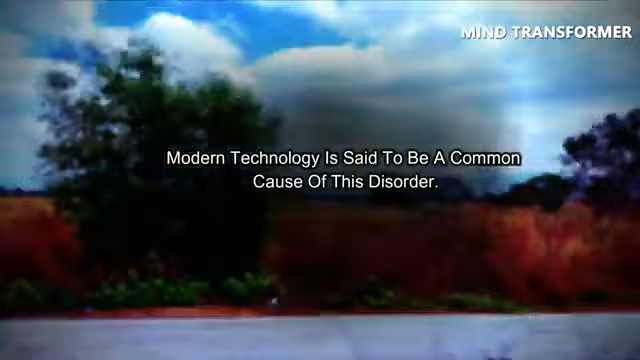 MIND TRANSFORMER
Modern Technology Is Said To Be A Common
Cause Of This Disorder.